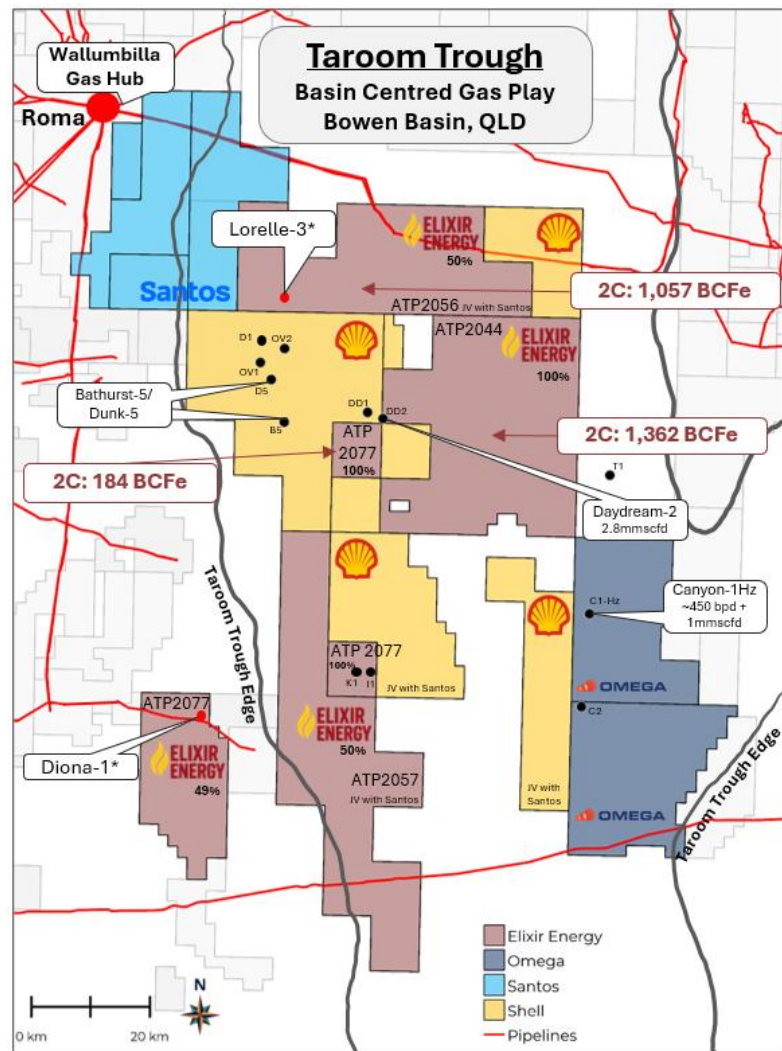 Taroom Trough
Basin Centred Gas Play
Bowen Basin, QLD
Wallumbilla
Gas Hub
Roma
Lorelle-3*
ELIXIR
ENERGY
50%
2C: 1,057 BCFe
Santos
ATP2056 JV with Santos
ATP2044
ELIXIR
ENERGY
100%
D1
OV2
OV1
D5
Bathurst-5/
Dunk-5
B5
DD1
DD2
ATP
2077
100%
2C: 1,362 BCFe
2C: 184 BCFe
T1
Daydream-2
2.8mmscfd
Taroom Trough Edge
C1-Hz
Canyon-1Hz
~450 bpd +
1mmscfd
ATP 2077
100%
K1
I1
JV with Santos
OMEGA
C2
ATP2077
Diona-1*
ELIXIR
ENERGY
49%
ELIXIR
ENERGY
50%
ATP2057
JV with Santos
JV with
Santos
OMEGA
Taroom Trough Edge
N
0 km
20 km
Elixir Energy
Omega
Santos
Shell
Pipelines